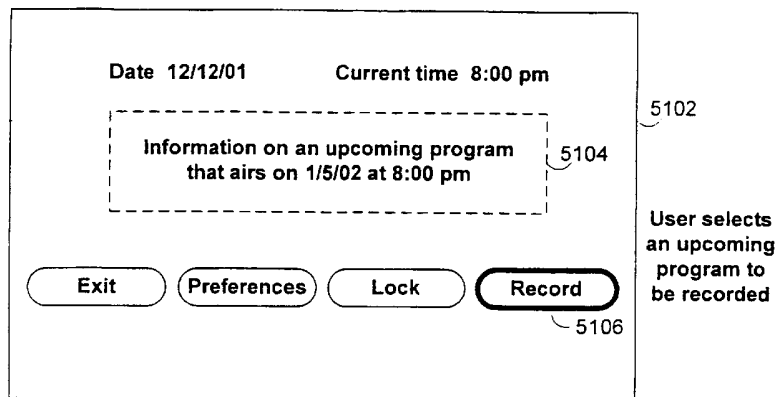 Date 12/12/01 Current time 8:00 pm
5102
Information on an upcoming program
that airs on 1/5/02 at 8:00 pm
5104
User selects
an upcoming
program to
be recorded
Exit Preferences Lock Record
5106